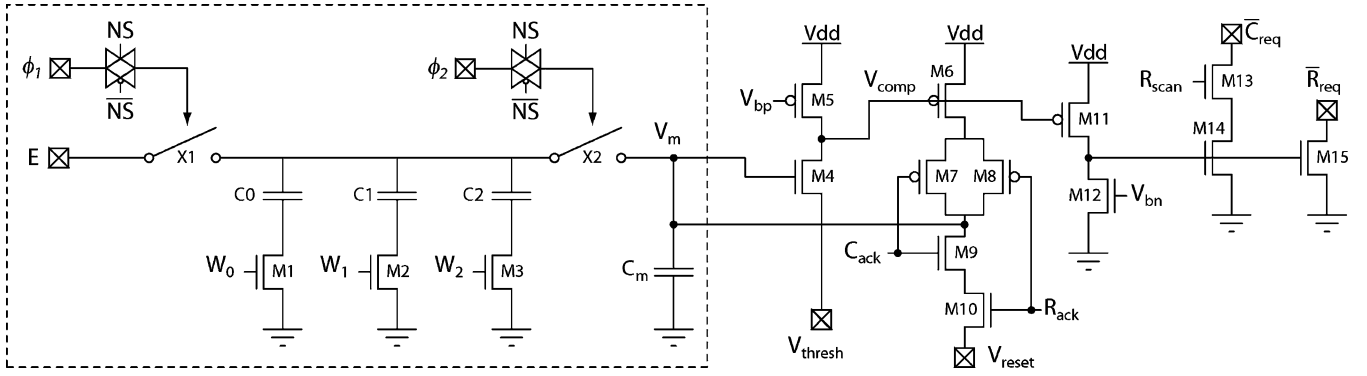 NS
ϕ1
NS̅
NS
ϕ2
NS̅
E
X1
X2
Vm
C0
C1
C2
W0
M1
W1
M2
W2
M3
Cm
Vdd
Vbp
M5
M4
Vthresh
Vcomp
Vdd
M6
M7
M8
Cack
M9
M10
Rack
Vreset
Vdd
M11
M12
Vbn
C̅req
Rscan
M13
M14
R̅req
M15